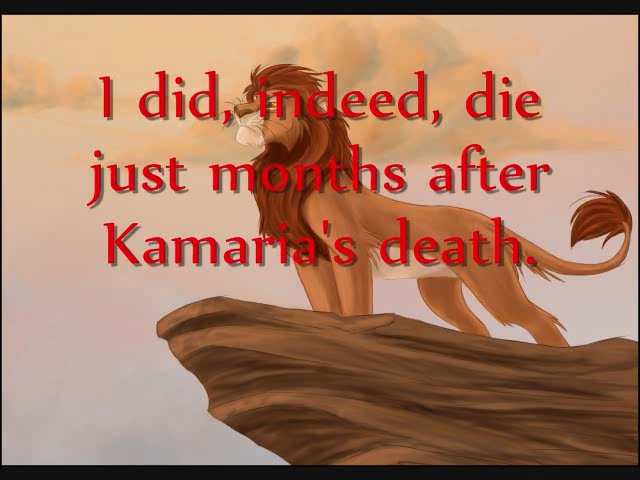 I did, indeed, die
just months after
Kamaria's death.